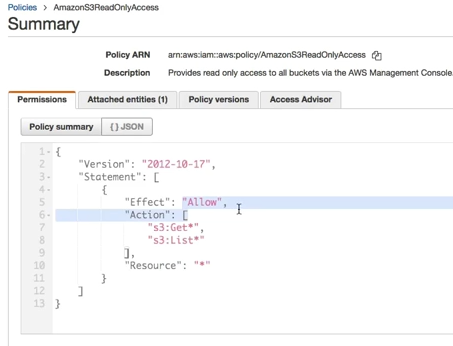 Policies > AmazonS3ReadOnlyAccess
Summary
Policy ARN arn:aws:iam::aws:policy/AmazonS3ReadOnlyAccess
Description Provides read only access to all buckets via the AWS Management Console
Permissions Attached entities (1) Policy versions Access Advisor
Policy summary { } JSON
1 {
2 "Version": "2012-10-17",
3 "Statement": [
4 {
5 "Effect": "Allow",
6 "Action": [
7 "s3:Get*",
8 "s3:List*"
9 ],
10 "Resource": "*"
11 }
12 ]
13 }